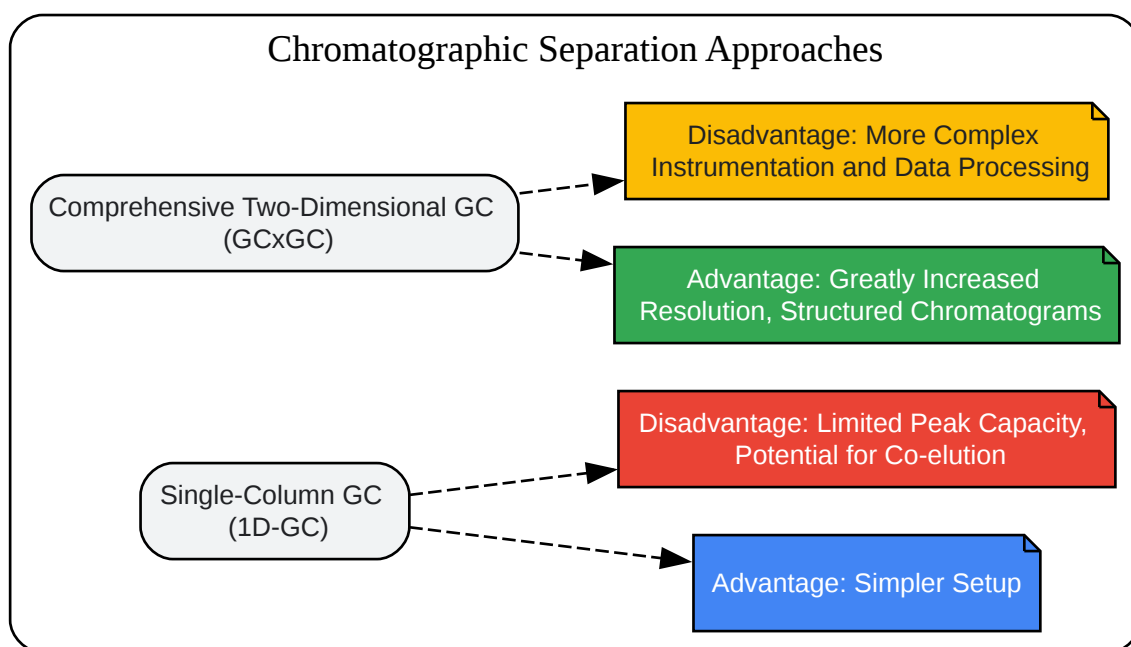 Chromatographic Separation Approaches
Disadvantage: More Complex
Instrumentation and Data Processing
Comprehensive Two-Dimensional GC
(GCxGC)
Advantage: Greatly Increased
Resolution, Structured Chromatograms
Disadvantage: Limited Peak Capacity,
Potential for Co-elution
Single-Column GC
(1D-GC)
Advantage: Simpler Setup